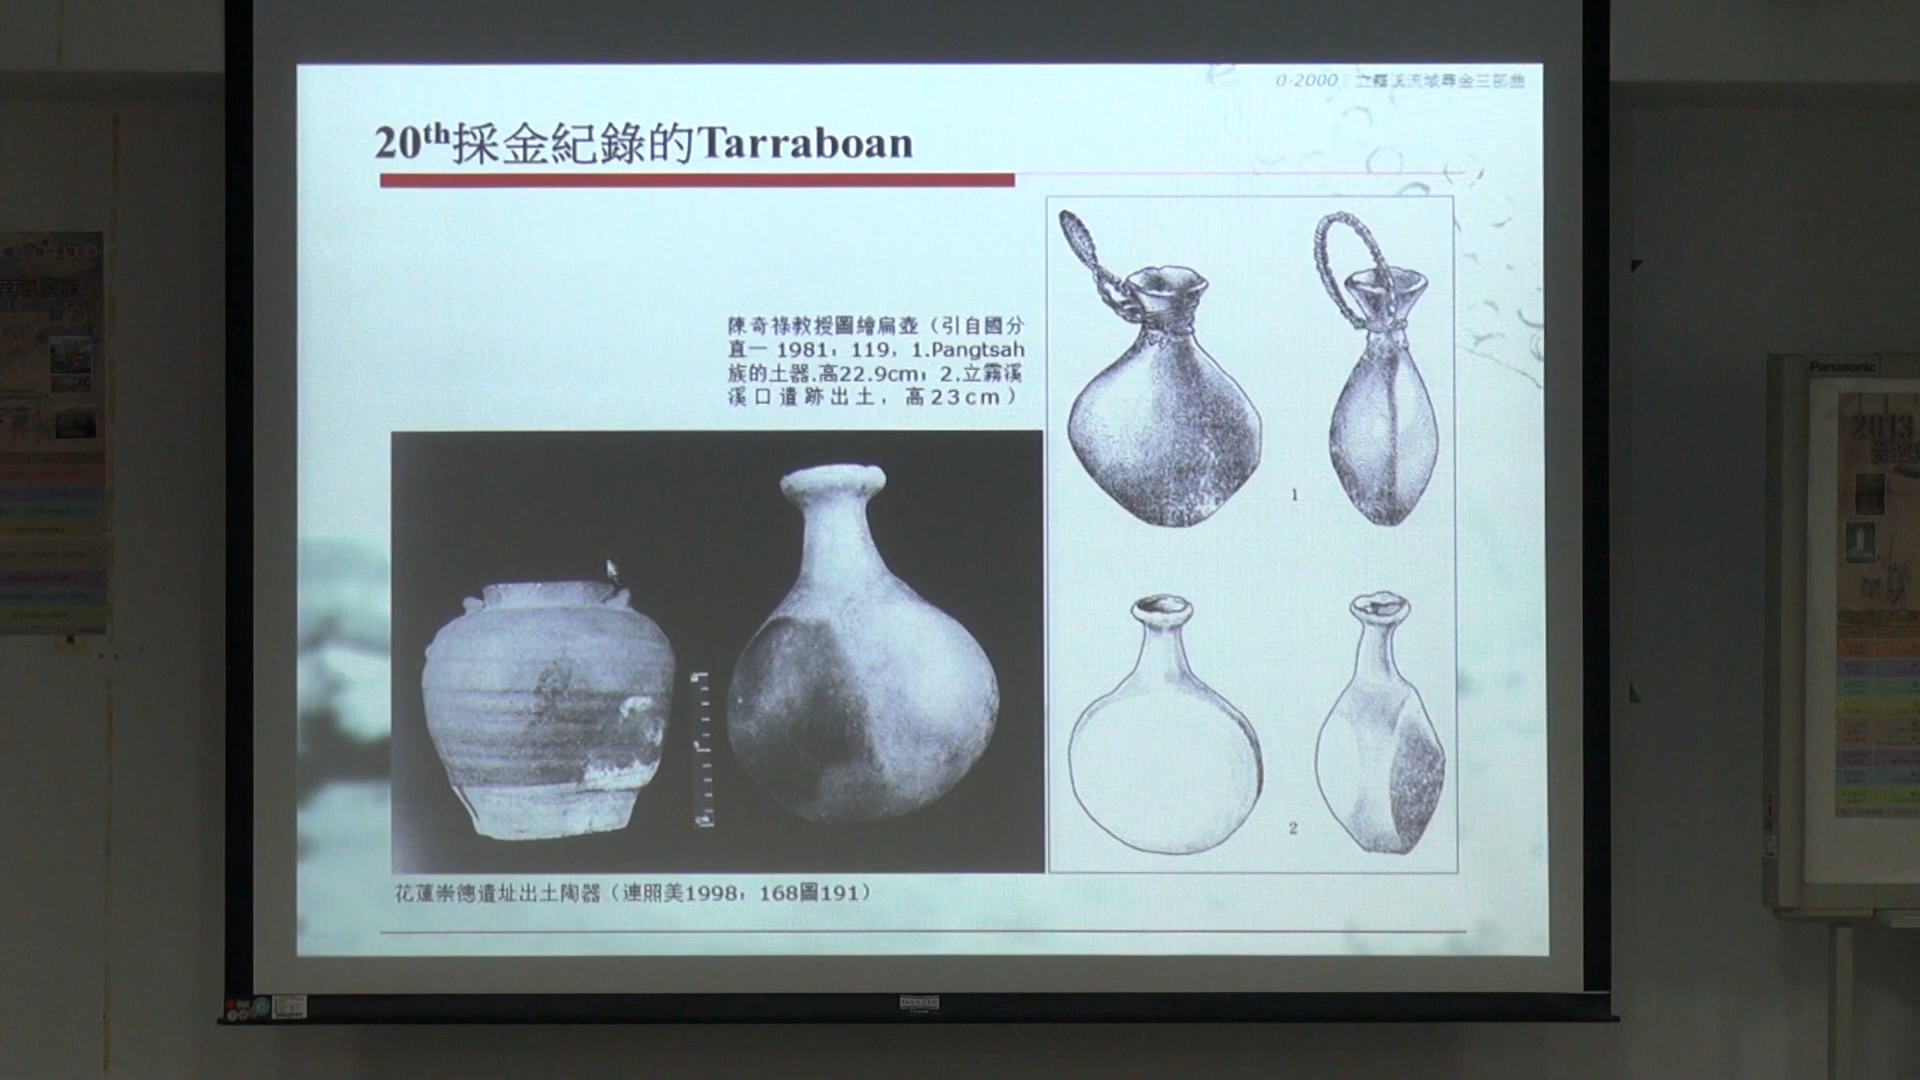 0-2000 立霧溪流域尋金三部曲
20th採金紀錄的Tarraboan
陳奇祿教授圖繪扁壺（引自國分
直一 1981：119，1.Pangtsah
族的土器.高22.9cm；2.立霧溪
溪口遺跡出土，高23cm）
1
2
花蓮崇德遺址出土陶器（連照美1998：168圖191）
Panasonic
2013